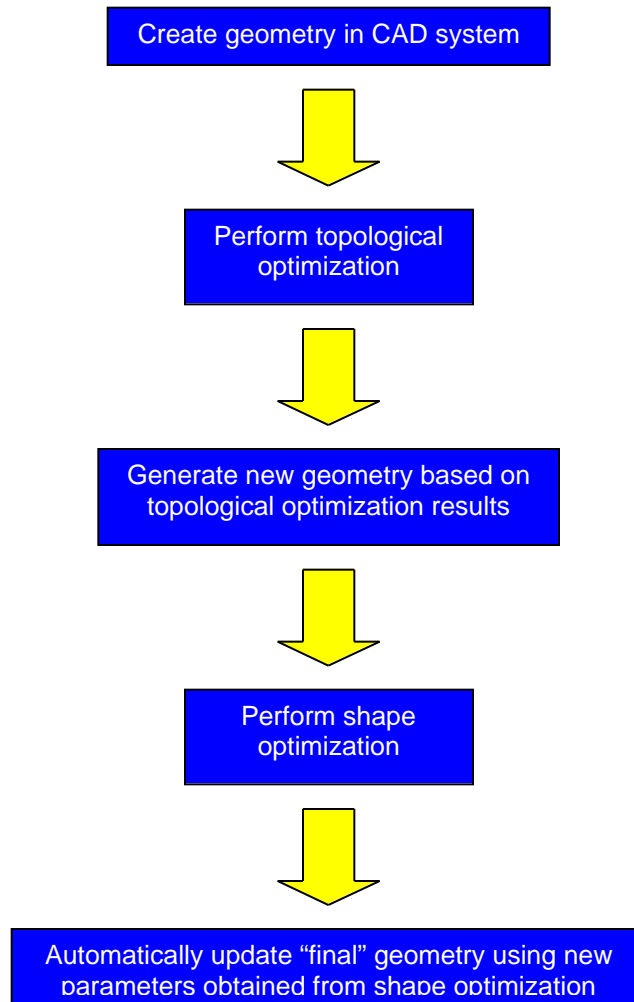 Create geometry in CAD system
Perform topological
optimization
Generate new geometry based on
topological optimization results
Perform shape
optimization
Automatically update “final” geometry using new
parameters obtained from shape optimization